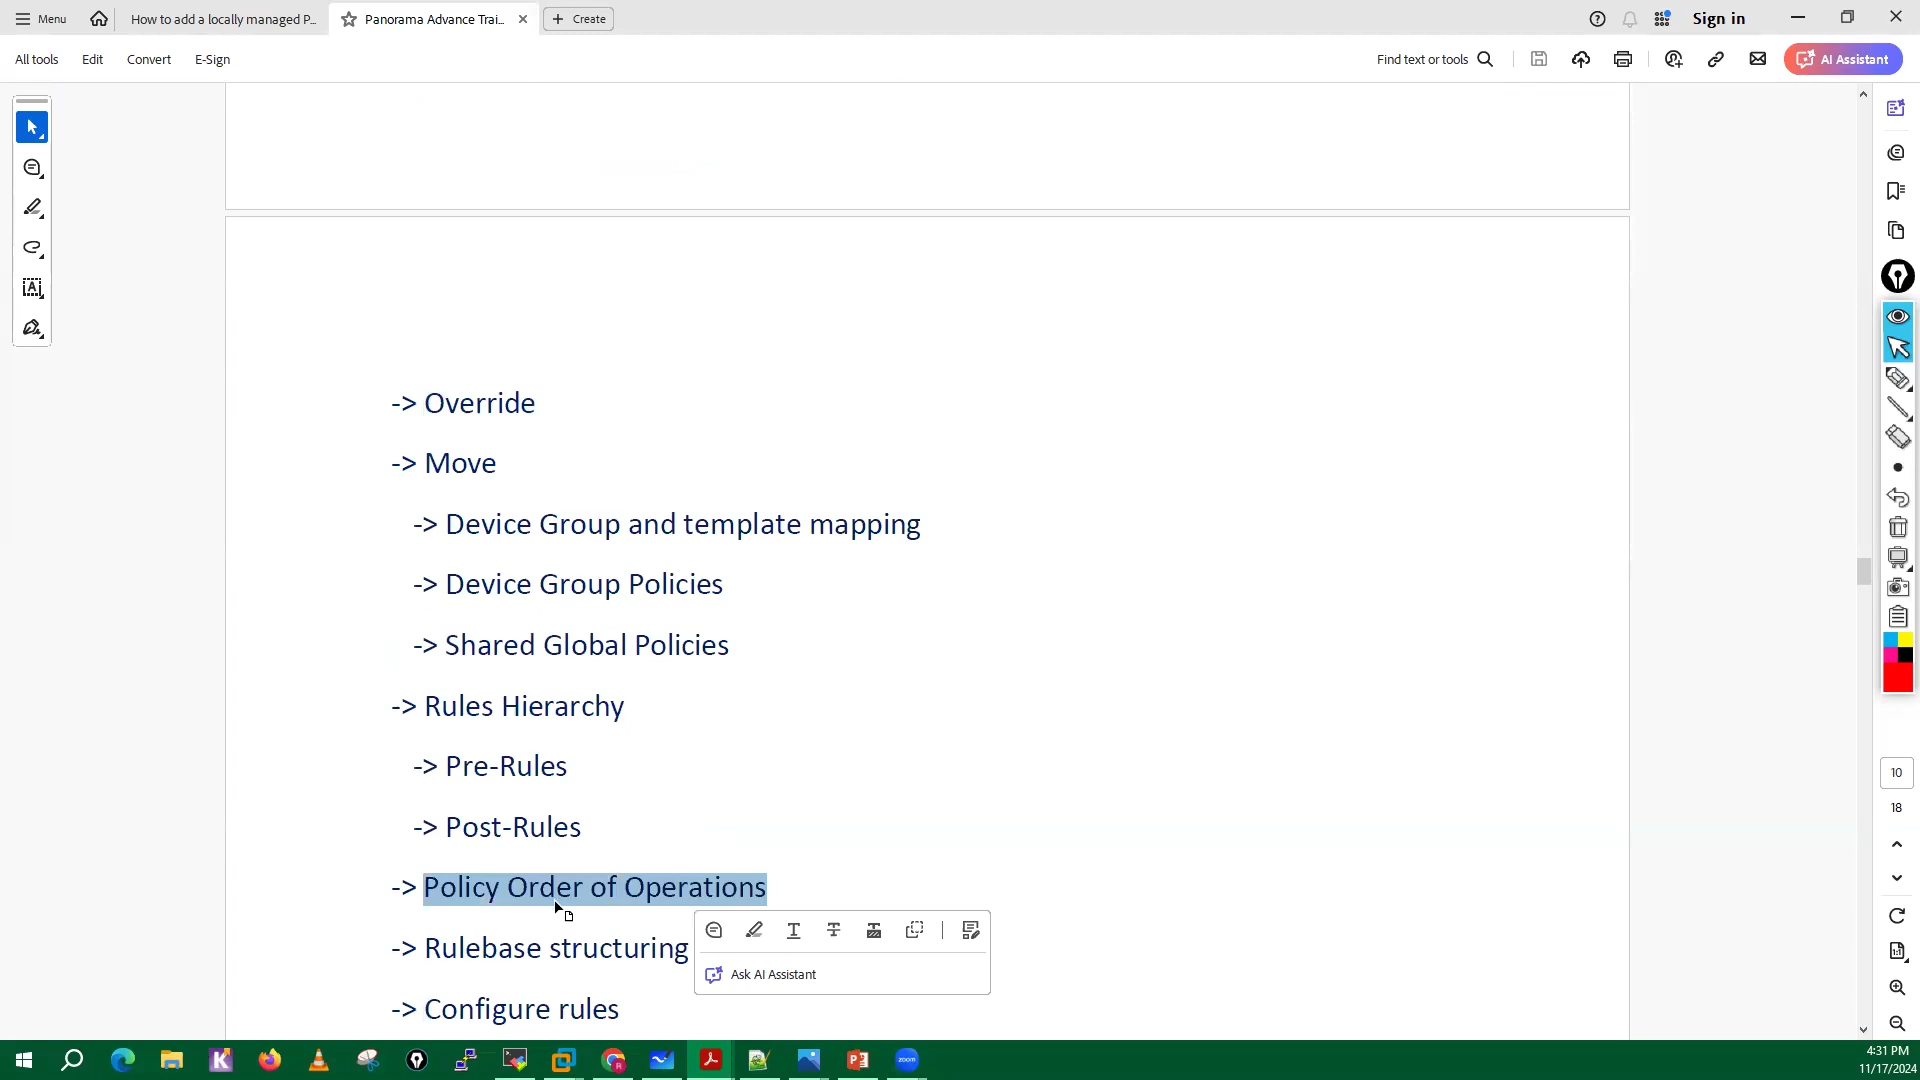 Menu
How to add a locally managed P...
Panorama Advance Trai...
Create
Sign in
All tools
Edit
Convert
E-Sign
Find text or tools
AI Assistant
-> Override
-> Move
-> Device Group and template mapping
-> Device Group Policies
-> Shared Global Policies
-> Rules Hierarchy
-> Pre-Rules
-> Post-Rules
-> Policy Order of Operations
-> Rulebase structuring
Ask AI Assistant
-> Configure rules
10
18
zoom
4:31 PM
11/17/2024